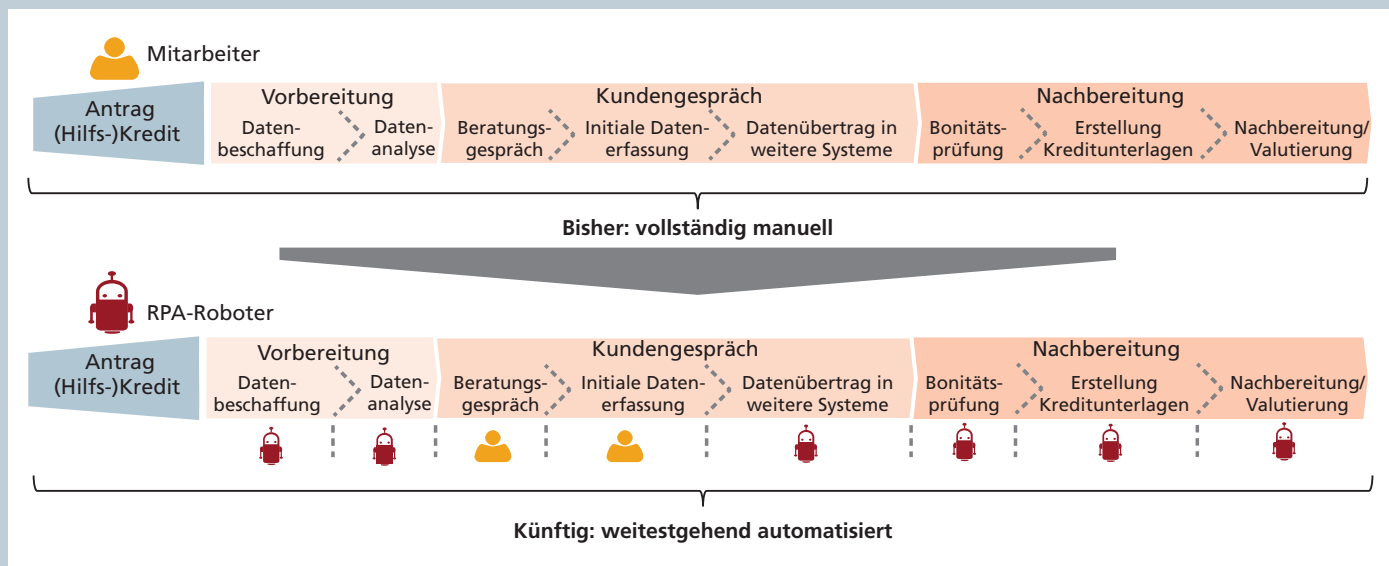 Mitarbeiter
Antrag
(Hilfs-)Kredit
Vorbereitung
Daten-
beschaffung
Daten-
analyse
Kundengespräch
Beratungs-
gespräch
Initiale Daten-
erfassung
Datenübertrag in
weitere Systeme
Nachbereitung
Bonitäts-
prüfung
Erstellung
Kreditunterlagen
Nachbereitung/
Valutierung
Bisher: vollständig manuell
RPA-Roboter
Antrag
(Hilfs-)Kredit
Vorbereitung
Daten-
beschaffung
Daten-
analyse
Kundengespräch
Beratungs-
gespräch
Initiale Daten-
erfassung
Datenübertrag in
weitere Systeme
Nachbereitung
Bonitäts-
prüfung
Erstellung
Kreditunterlagen
Nachbereitung/
Valutierung
Künftig: weitestgehend automatisiert